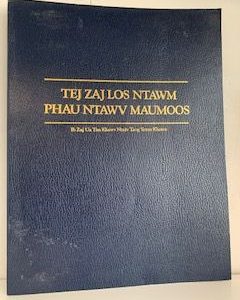 TEJ ZAJ LOS NTAWM
PHAU NTAWV MAUMOOS
Ib Zaj Ua Tim Khawv Ntxiv Txog Yexus Khetos